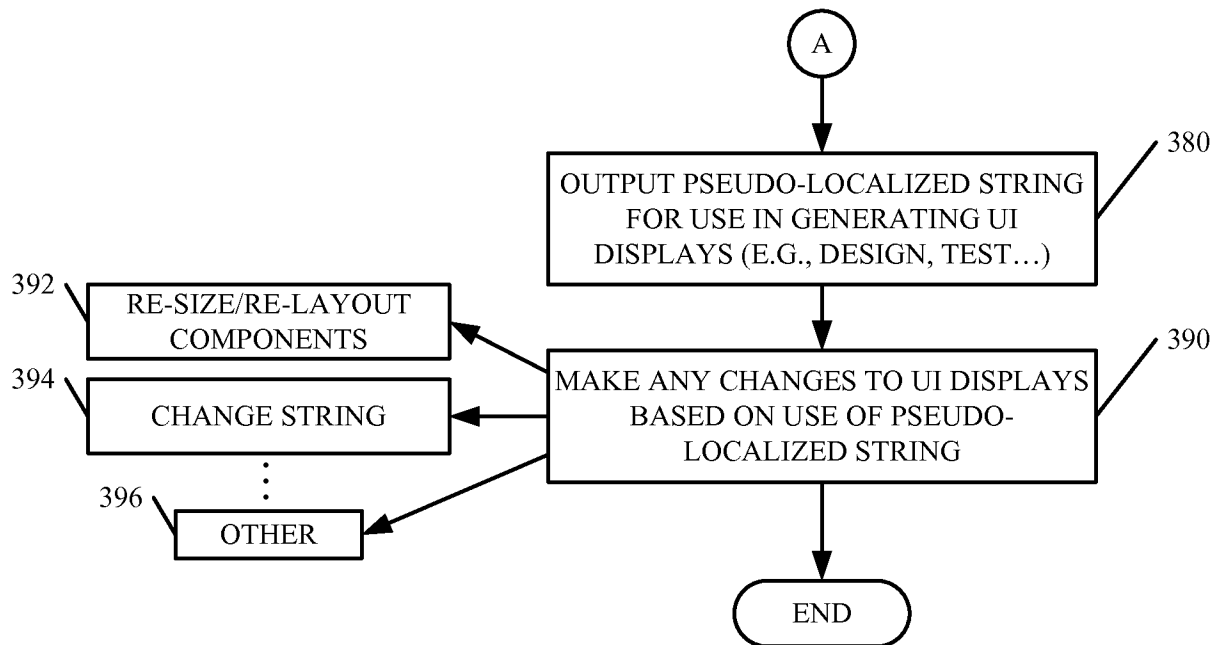 A
380
OUTPUT PSEUDO-LOCALIZED STRING
FOR USE IN GENERATING UI
DISPLAYS (E.G., DESIGN, TEST…)
392
RE-SIZE/RE-LAYOUT
COMPONENTS
390
MAKE ANY CHANGES TO UI DISPLAYS
BASED ON USE OF PSEUDO-
LOCALIZED STRING
394
CHANGE STRING
396
OTHER
END